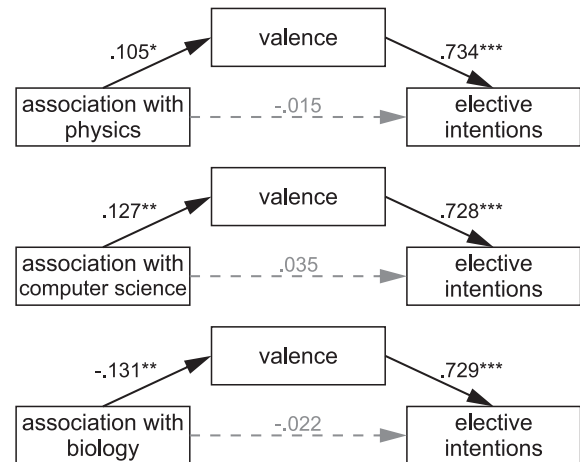 valence
.105*
.734***
association with
physics
-.015
elective
intentions
valence
.127**
.728***
association with
computer science
.035
elective
intentions
valence
-.131**
.729***
association with
biology
-.022
elective
intentions